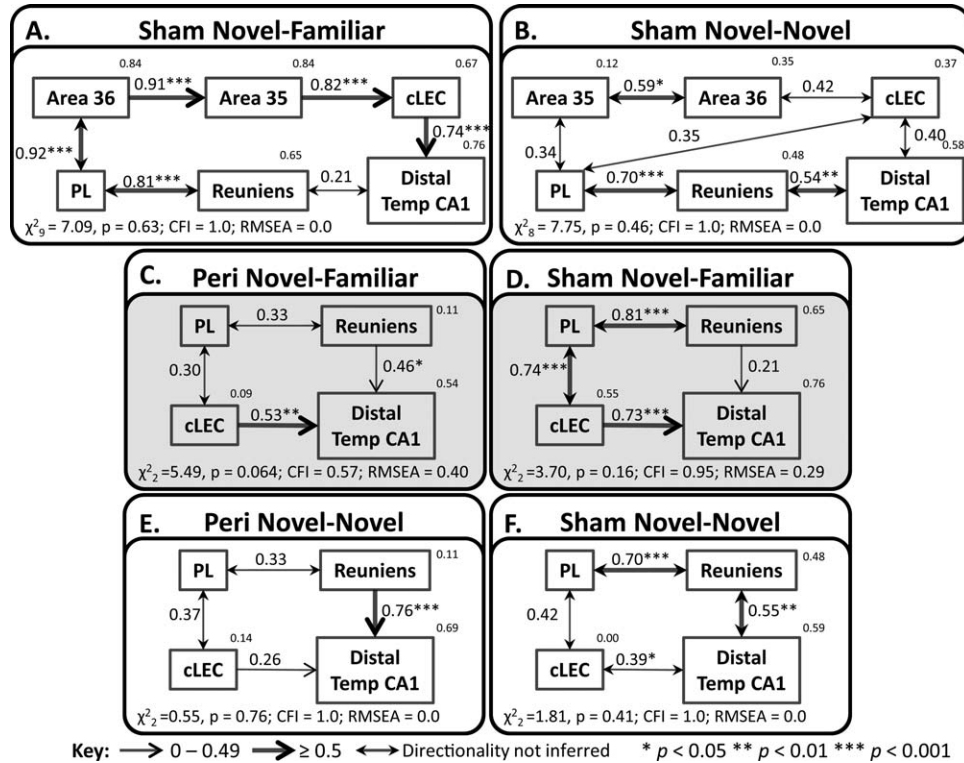 A. Sham Novel-Familiar
0.84 0.84 0.67
Area 36 0.91*** Area 35 0.82*** cLEC
0.92*** 0.74***
0.65 0.76
PL 0.81*** Reuniens 0.21 Distal Temp CA1
χ²₉ = 7.09, p = 0.63; CFI = 1.0; RMSEA = 0.0
B. Sham Novel-Novel
0.12 0.35 0.37
Area 35 0.59* Area 36 0.42 cLEC
0.34 0.35 0.40
0.48 0.58
PL 0.70*** Reuniens 0.54** Distal Temp CA1
χ²₈ = 7.75, p = 0.46; CFI = 1.0; RMSEA = 0.0
C. Peri Novel-Familiar
0.11
PL 0.33 Reuniens
0.30 0.46*
0.09 0.54
cLEC 0.53** Distal Temp CA1
χ²₂ =5.49, p = 0.064; CFI = 0.57; RMSEA = 0.40
D. Sham Novel-Familiar
0.65
PL 0.81*** Reuniens
0.74*** 0.21
0.55 0.76
cLEC 0.73*** Distal Temp CA1
χ²₂ =3.70, p = 0.16; CFI = 0.95; RMSEA = 0.29
E. Peri Novel-Novel
0.11
PL 0.33 Reuniens
0.37 0.76***
0.14 0.69
cLEC 0.26 Distal Temp CA1
χ²₂ =0.55, p = 0.76; CFI = 1.0; RMSEA = 0.0
F. Sham Novel-Novel
0.48
PL 0.70*** Reuniens
0.42 0.55**
0.00 0.59
cLEC 0.39* Distal Temp CA1
χ²₂ =1.81, p = 0.41; CFI = 1.0; RMSEA = 0.0
Key: 0 – 0.49 ≥ 0.5 Directionality not inferred * p < 0.05 ** p < 0.01 *** p < 0.001